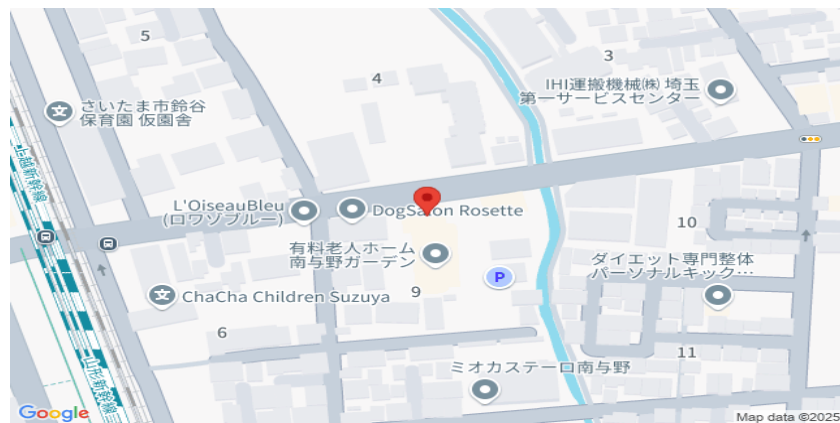 5
4
3
IHI運搬機械㈱ 埼玉
第一サービスセンター
さいたま市鈴谷
保育園 仮園舎
上越新幹線
L'OiseauBleu
(ロワゾブルー)
DogSalon Rosette
10
有料老人ホーム
南与野ガーデン
ダイエット専門整体
パーソナルキック…
P
ChaCha Children Suzuya
9
6
11
ミオカステーロ南与野
Google
Map data ©2025